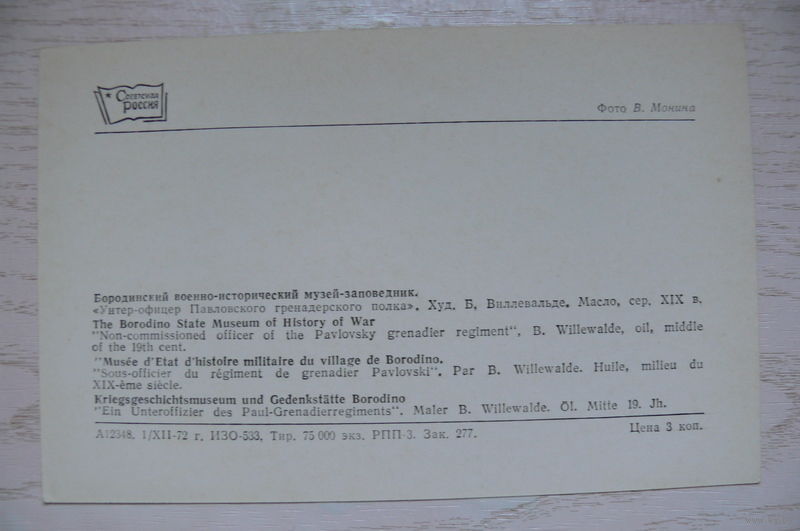 Советская
россия
Фото В. Монина
Бородинский военно-исторический музей-заповедник.
«Унтер-офицер Павловского гренадерского полка». Худ. Б. Виллевальде. Масло, сер. XIX в.
The Borodino State Museum of History of War
"Non-commissioned officer of the Pavlovsky grenadier regiment", B. Willewalde, oil, middle
of the 19th cent.
"Musée d'Etat d'histoire militaire du village de Borodino.
"Sous-officier du régiment de grenadier Pavlovski". Par B. Willewalde. Huile, milieu du
XIX-ème siècle.
Kriegsgeschichtsmuseum und Gedenkstätte Borodino
"Ein Unteroffizier des Paul-Grenadierregiments". Maler B. Willewalde. Öl. Mitte 19. Jh.
А12348. 1/XII-72 г. ИЗО-533. Тир. 75 000 экз. РПП-3. Зак. 277.
Цена 3 коп.